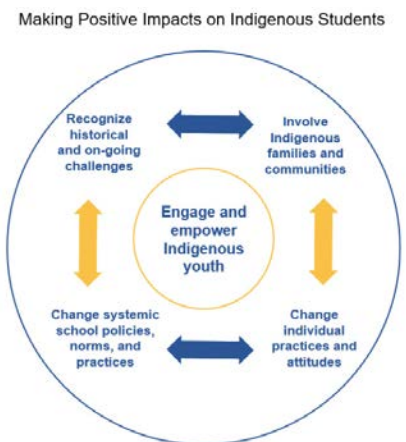 Making Positive Impacts on Indigenous Students
Recognize
historical
and on-going
challenges
Involve
Indigenous
families and
communities
Engage and
empower
Indigenous
youth
Change systemic
school policies,
norms, and
practices
Change
individual
practices and
attitudes